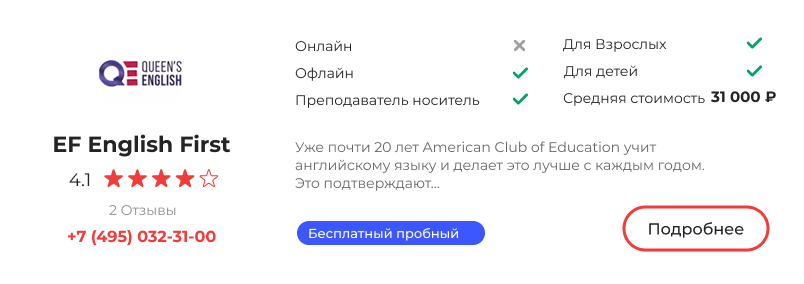 QUEEN'S
ENGLISH
EF English First
4.1
2 Отзывы
+7 (495) 032-31-00
Онлайн
Офлайн
Преподаватель носитель
Для Взрослых
Для детей
Средняя стоимость 31 000 ₽
Уже почти 20 лет American Club of Education учит
английскому языку и делает это лучше с каждым годом.
Это подтверждают...
Бесплатный пробный
Подробнее